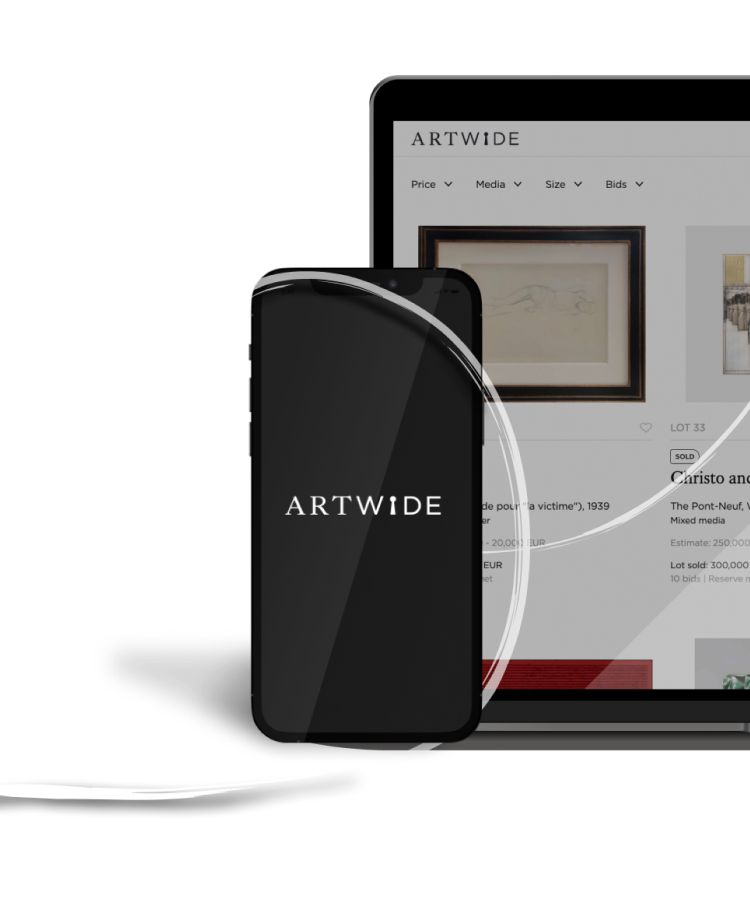 ARTWIDE
Price
Media
Size
Bids
LOT 33
SOLD
Christo and
ARTWIDE
de pour "la victime"), 1939
er
- 20,000 EUR
EUR
et
The Pont-Neuf,
Mixed media
Estimate: 250.000
Lot sold: 300,000
10 bids | Reserve